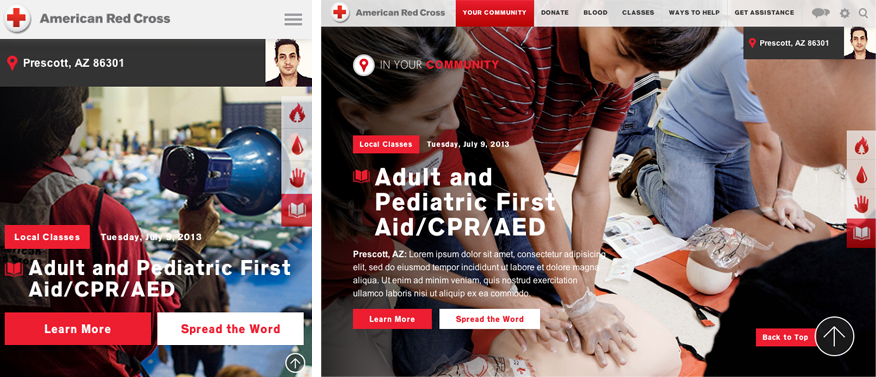 American Red Cross
Prescott, AZ 86301
Local Classes
Tuesday, July 9, 2013
Adult and Pediatric First
Aid/CPR/AED
Learn More
Spread the Word
American Red Cross
YOUR COMMUNITY
DONATE
BLOOD
CLASSES
WAYS TO HELP
GET ASSISTANCE
Prescott, AZ 86301
IN YOUR COMMUNITY
Local Classes
Tuesday, July 9, 2013
Adult and
Pediatric First
Aid/CPR/AED
Prescott, AZ: Lorem ipsum dolor sit amet, consectetur adipisicing
elit, sed do eiusmod tempor incididunt ut labore et dolore magna
aliqua. Ut enim ad minim veniam, quis nostrud exercitation
ullamco laboris nisi ut aliquip ex ea commodo.
Learn More
Spread the Word
Back to Top